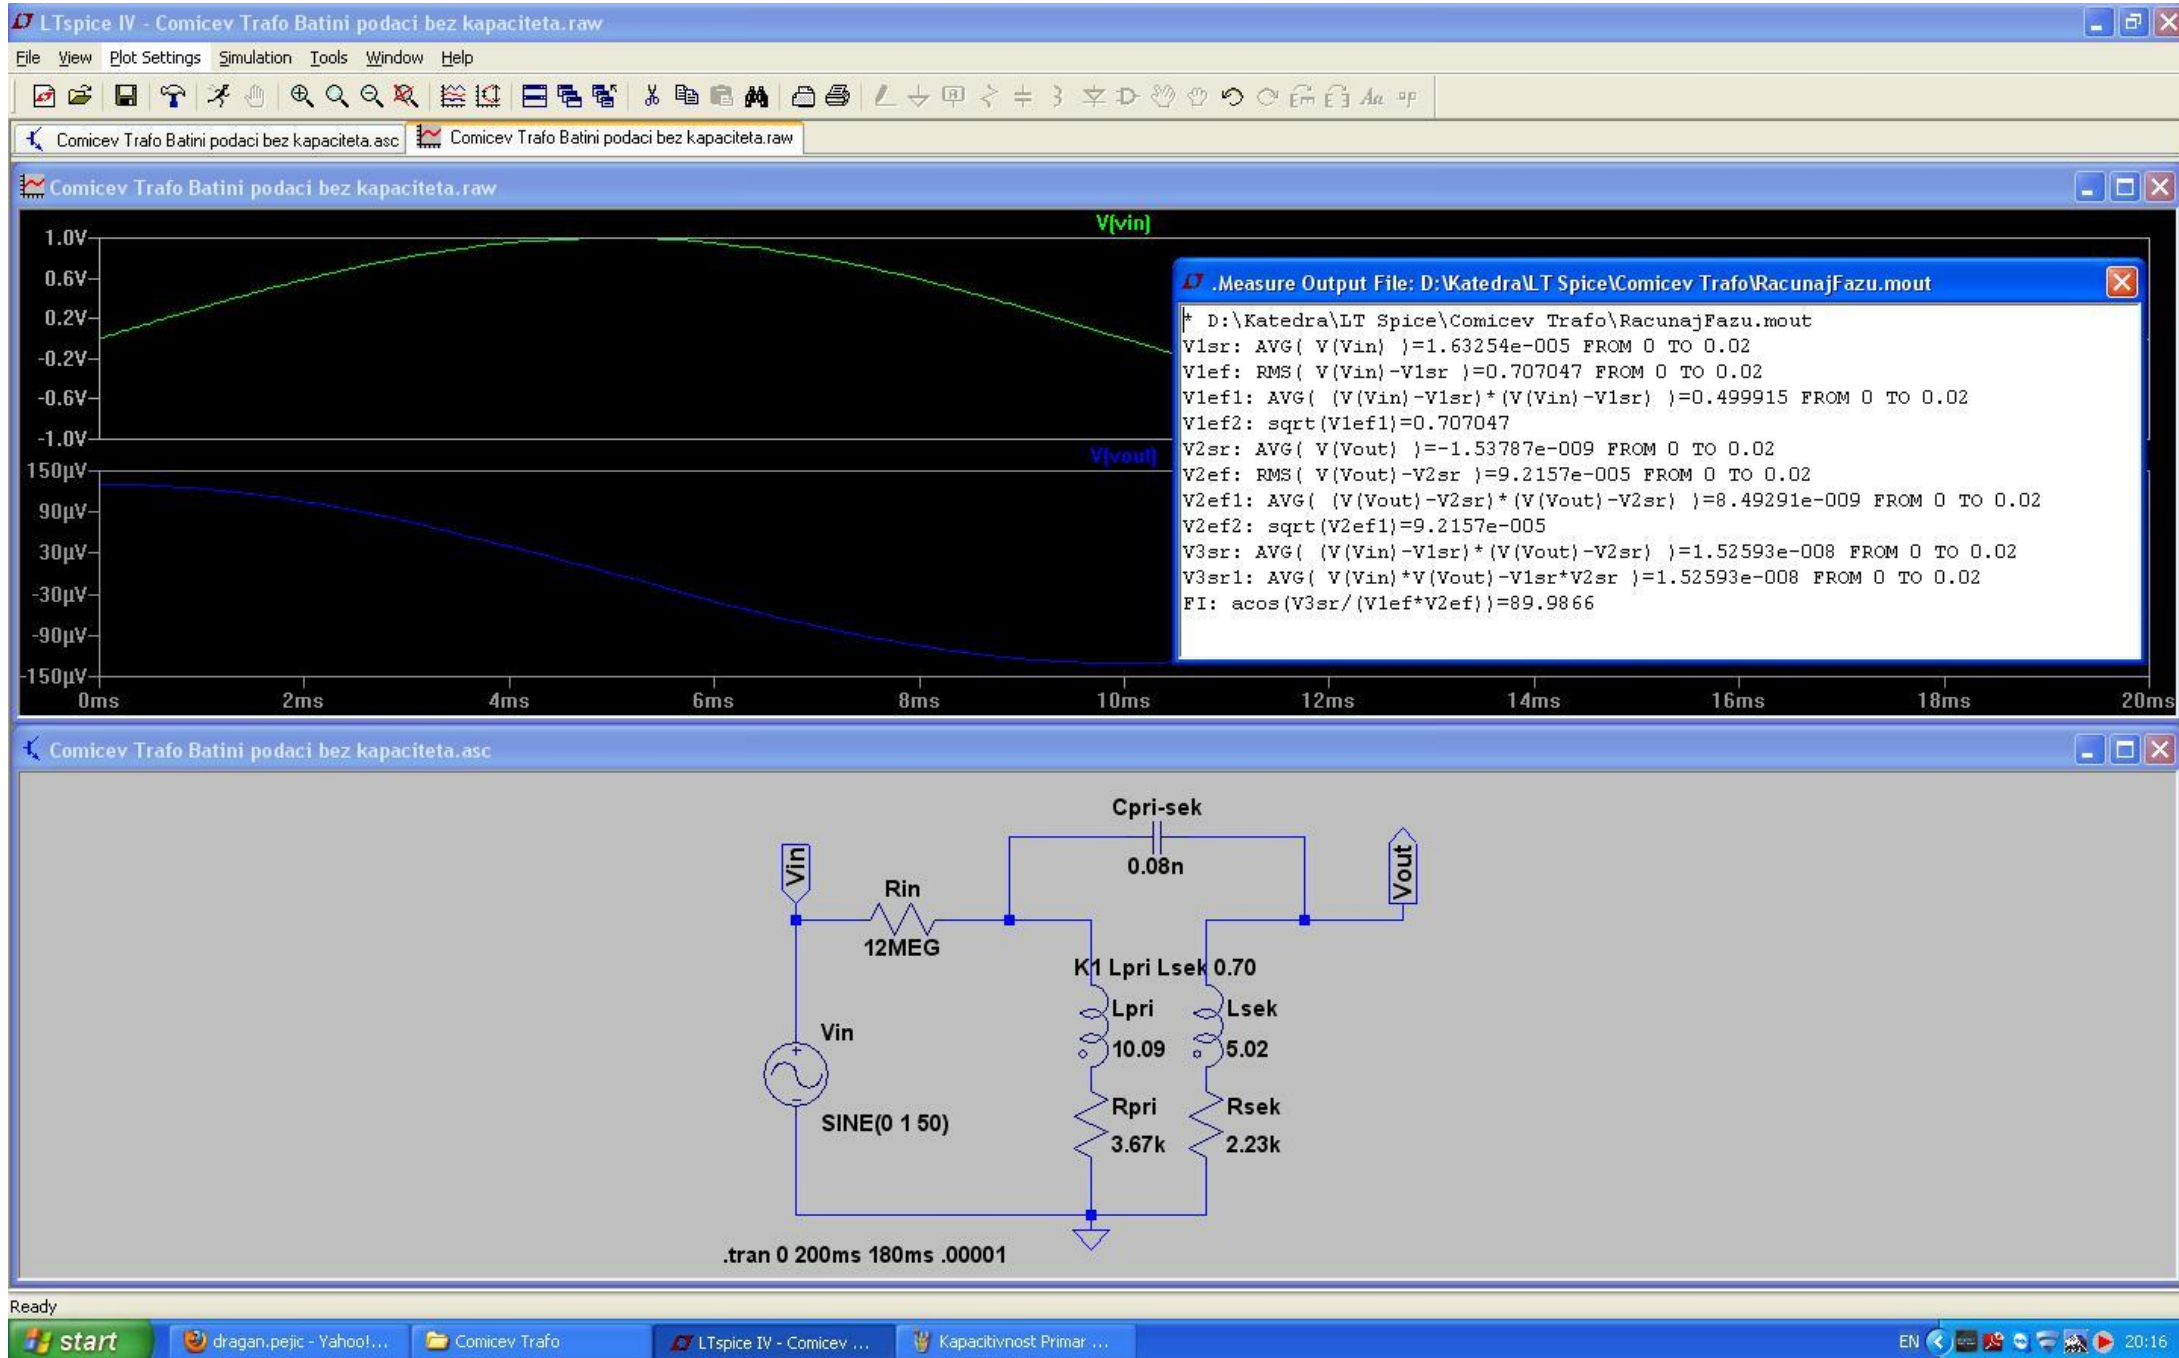 LTspice IV - Comicev Trafo Batini podaci bez kapaciteta.raw
File View Plot Settings Simulation Tools Window Help
Comicev Trafo Batini podaci bez kapaciteta.asc Comicev Trafo Batini podaci bez kapaciteta.raw
Comicev Trafo Batini podaci bez kapaciteta.raw
V(vin)
1.0V
0.6V
0.2V
-0.2V
-0.6V
-1.0V
V(vout)
150µV
90µV
30µV
-30µV
-90µV
-150µV
0ms 2ms 4ms 6ms 8ms 10ms 12ms 14ms 16ms 18ms 20ms
.Measure Output File: D:\Katedra\LT Spice\Comicev Trafo\RacunajFazu.mout
* D:\Katedra\LT Spice\Comicev Trafo\RacunajFazu.mout
V1sr: AVG( V(Vin) )=1.63254e-005 FROM 0 TO 0.02
V1ef: RMS( V(Vin)-V1sr )=0.707047 FROM 0 TO 0.02
V1ef1: AVG( (V(Vin)-V1sr)*(V(Vin)-V1sr) )=0.499915 FROM 0 TO 0.02
V1ef2: sqrt(V1ef1)=0.707047
V2sr: AVG( V(Vout) )=-1.53787e-009 FROM 0 TO 0.02
V2ef: RMS( V(Vout)-V2sr )=9.2157e-005 FROM 0 TO 0.02
V2ef1: AVG( (V(Vout)-V2sr)*(V(Vout)-V2sr) )=8.49291e-009 FROM 0 TO 0.02
V2ef2: sqrt(V2ef1)=9.2157e-005
V3sr: AVG( (V(Vin)-V1sr)*(V(Vout)-V2sr) )=1.52593e-008 FROM 0 TO 0.02
V3sr1: AVG( V(Vin)*V(Vout)-V1sr*V2sr )=1.52593e-008 FROM 0 TO 0.02
FI: acos(V3sr/(V1ef*V2ef))=89.9866
Comicev Trafo Batini podaci bez kapaciteta.asc
Cpri-sek
0.08n
Vin
Vout
Rin
12MEG
K1 Lpri Lsek 0.70
Lpri
10.09
Lsek
5.02
Vin
SINE(0 1 50)
Rpri
3.67k
Rsek
2.23k
.tran 0 200ms 180ms .00001
Ready
start dragan.pejic - Yahoo!... Comicev Trafo LTspice IV - Comicev ... Kapacitivnost Primar ... EN 20:16